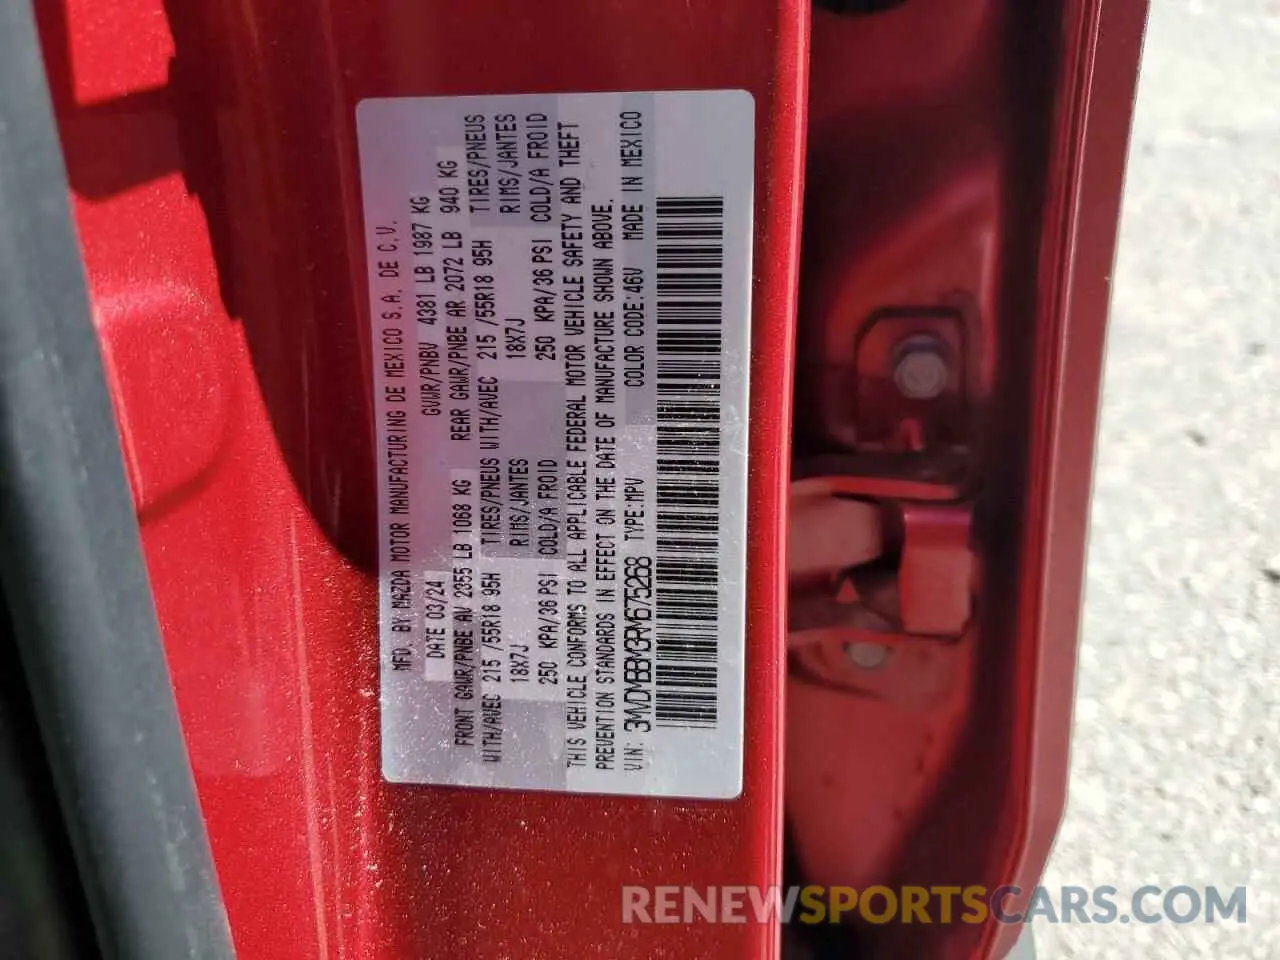 MFD. BY MAZDA MOTOR MANUFACTURING DE MEXICO S.A. DE C.V.
DATE 03/24 GVWR/PNBV 4381 LB 1987 KG
FRONT GAWR/PNBE AV 2355 LB 1068 KG REAR GAWR/PNBE AR 2072 LB 940 KG
WITH/AVEC 215 /55R18 95H TIRES/PNEUS WITH/AVEC 215 /55R18 95H TIRES/PNEUS
18X7J RIMS/JANTES 18X7J RIMS/JANTES
250 KPA/36 PSI COLD/A FROID 250 KPA/36 PSI COLD/A FROID
THIS VEHICLE CONFORMS TO ALL APPLICABLE FEDERAL MOTOR VEHICLE SAFETY AND THEFT
PREVENTION STANDARDS IN EFFECT ON THE DATE OF MANUFACTURE SHOWN ABOVE.
VIN: 3MVDMBBM3RM675268 TYPE:MPV COLOR CODE:46V MADE IN MEXICO
RENEWSPORTSCARS.COM